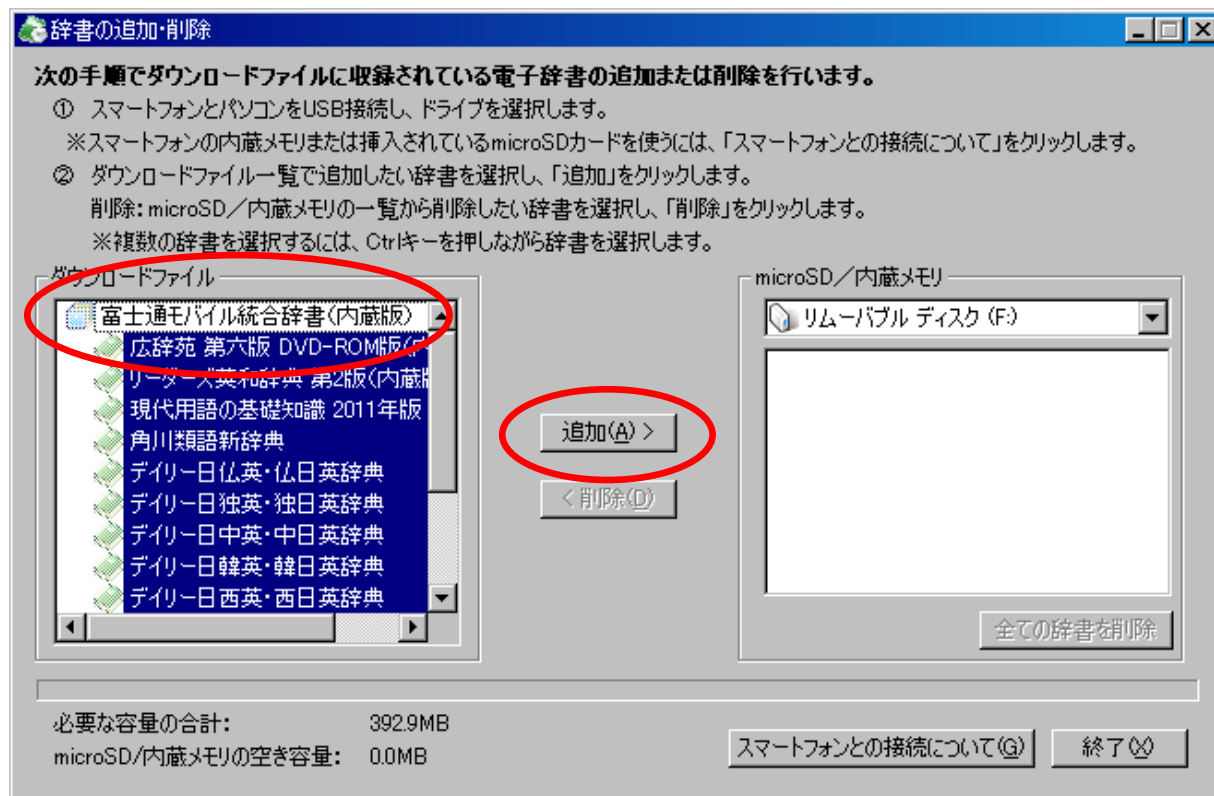 辞書の追加・削除
次の手順でダウンロードファイルに収録されている電子辞書の追加または削除を行います。
① スマートフォンとパソコンをUSB接続し、ドライブを選択します。
※スマートフォンの内蔵メモリまたは挿入されているmicroSDカードを使うには、「スマートフォンとの接続について」をクリックします。
② ダウンロードファイル一覧で追加したい辞書を選択し、「追加」をクリックします。
削除: microSD/内蔵メモリの一覧から削除したい辞書を選択し、「削除」をクリックします。
※複数の辞書を選択するには、Ctrlキーを押しながら辞書を選択します。
ダウンロードファイル
富士通モバイル統合辞書(内蔵版)
広辞苑 第六版 DVD-ROM版(内
リーダーズ英和辞典 第2版(内蔵版
現代用語の基礎知識 2011年版
角川類語新辞典
デイリー日仏英・仏日英辞典
デイリー日独英・独日英辞典
デイリー日中英・中日英辞典
デイリー日韓英・韓日英辞典
デイリー日西英・西日英辞典
追加(A) >
< 削除(D)
microSD/内蔵メモリ
リムーバブル ディスク (F:)
全ての辞書を削除
必要な容量の合計: 392.9MB
microSD/内蔵メモリの空き容量: 0.0MB
スマートフォンとの接続について(G)
終了(X)